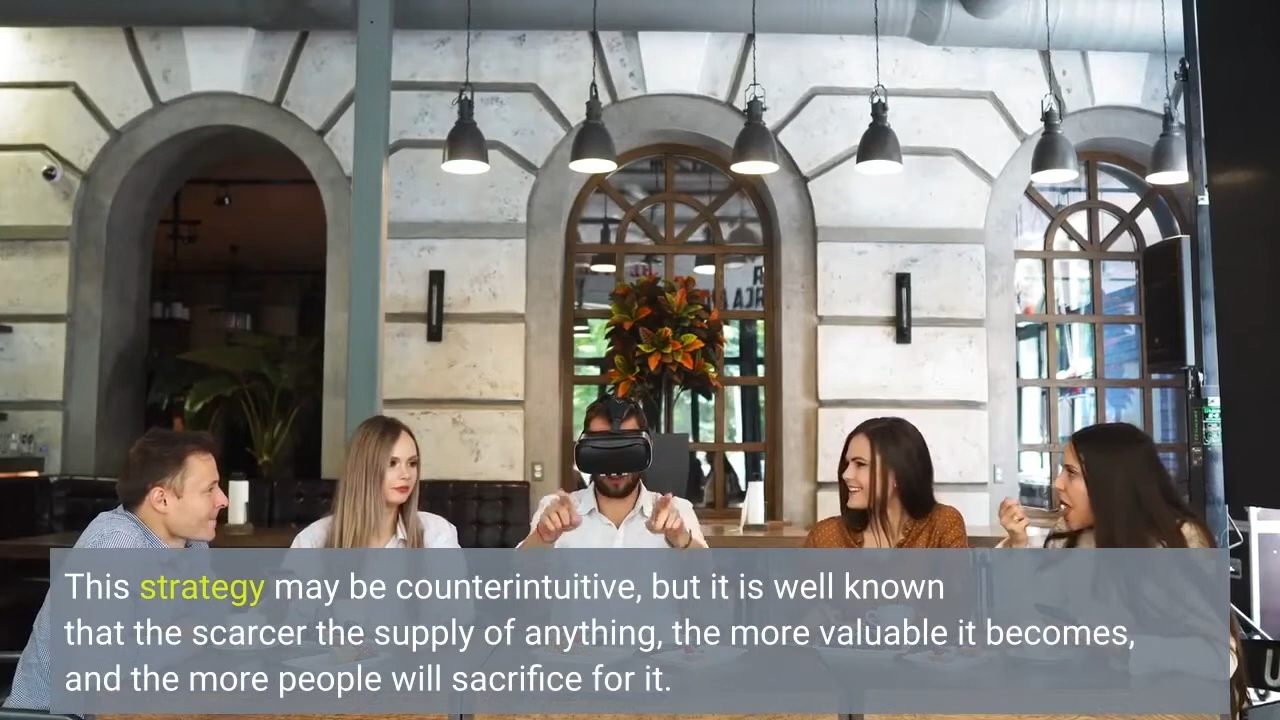 This strategy may be counterintuitive, but it is well known
that the scarcer the supply of anything, the more valuable it becomes,
and the more people will sacrifice for it.